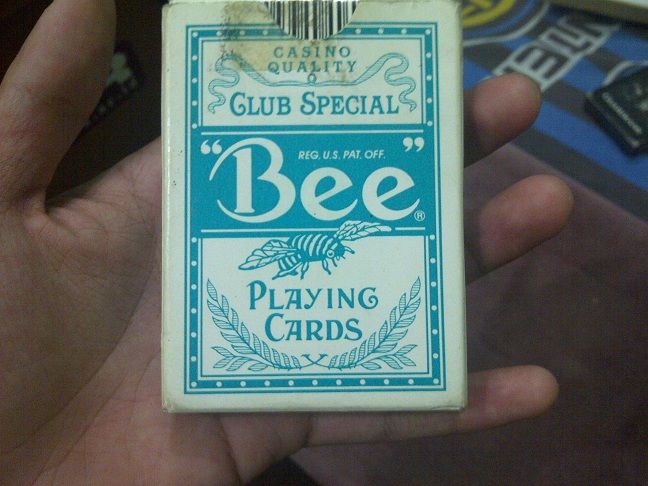 CASINO
QUALITY
CLUB SPECIAL
REG. U.S. PAT. OFF.
"Bee"®
PLAYING
CARDS